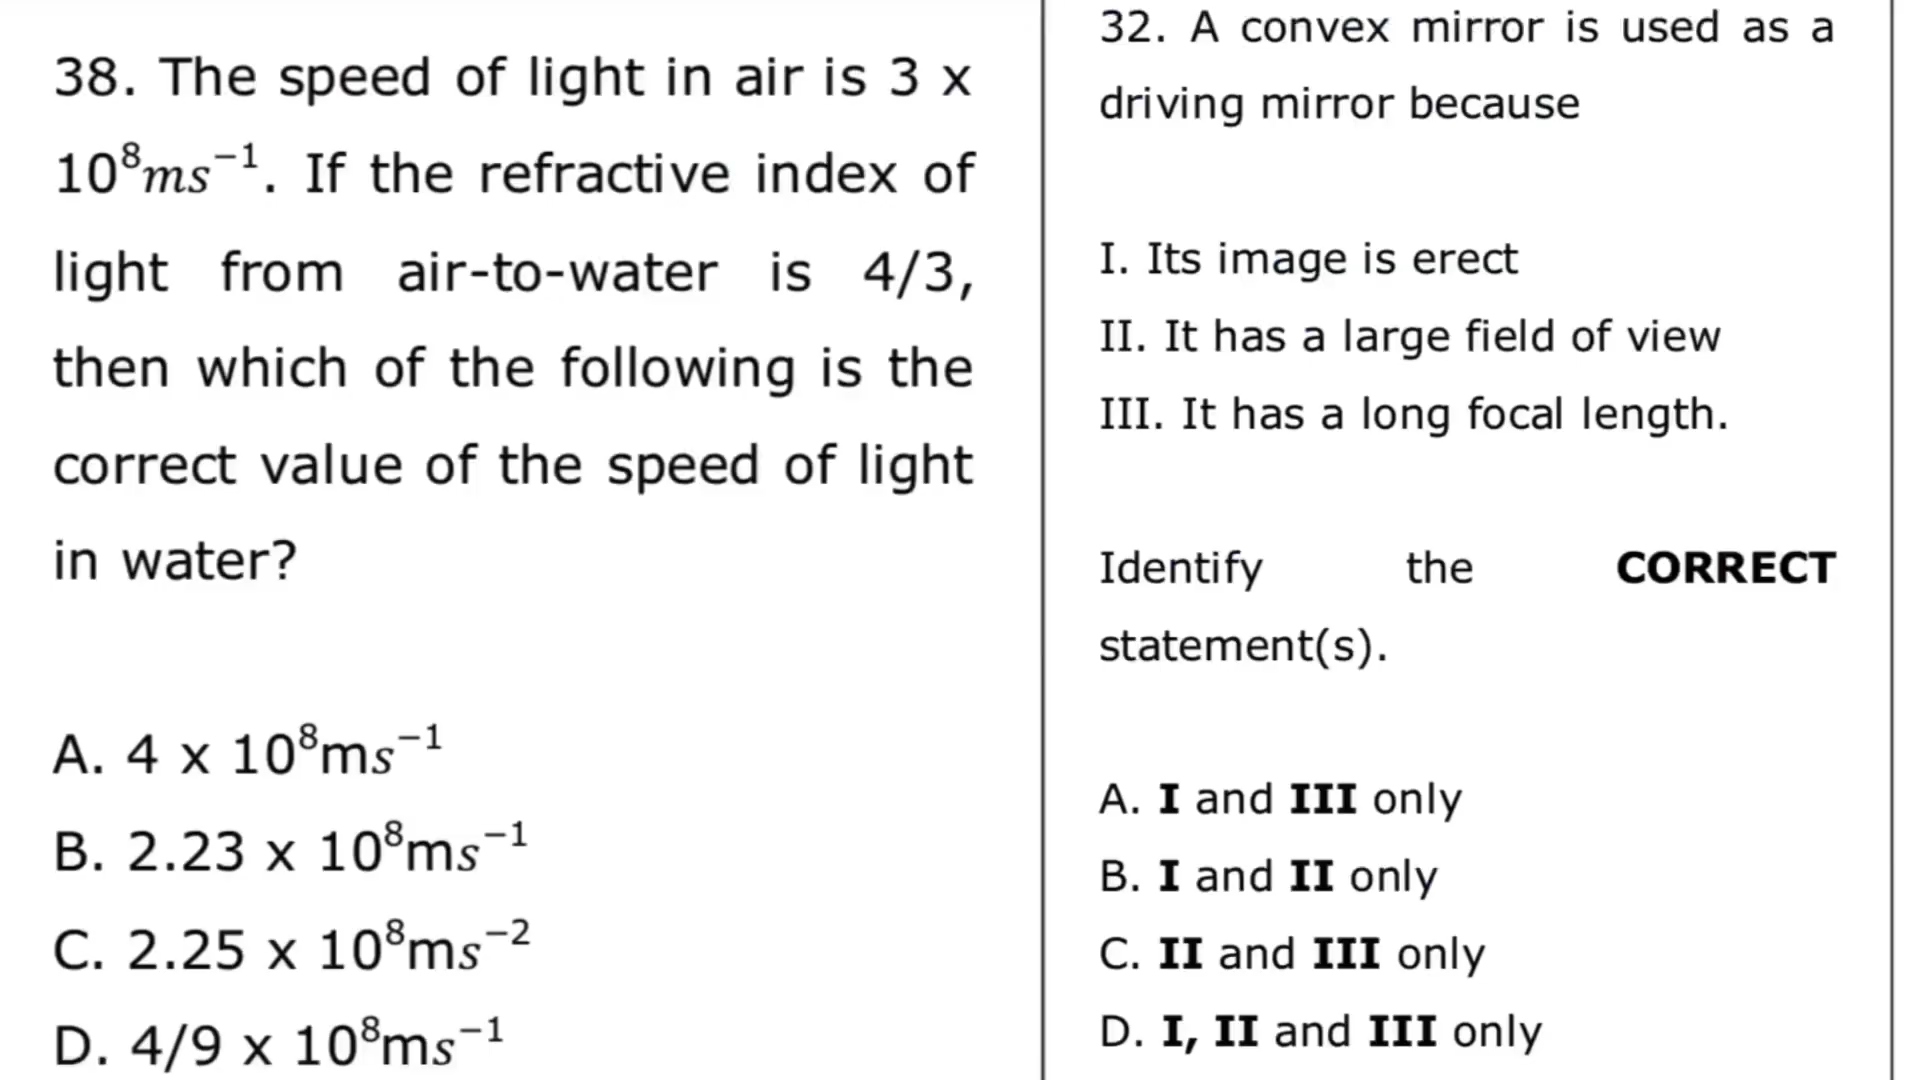 38. The speed of light in air is 3 x
10⁸ms⁻¹. If the refractive index of
light from air-to-water is 4/3,
then which of the following is the
correct value of the speed of light
in water?
A. 4 x 10⁸ms⁻¹
B. 2.23 x 10⁸ms⁻¹
C. 2.25 x 10⁸ms⁻²
D. 4/9 x 10⁸ms⁻¹
32. A convex mirror is used as a
driving mirror because
I. Its image is erect
II. It has a large field of view
III. It has a long focal length.
Identify the CORRECT
statement(s).
A. I and III only
B. I and II only
C. II and III only
D. I, II and III only